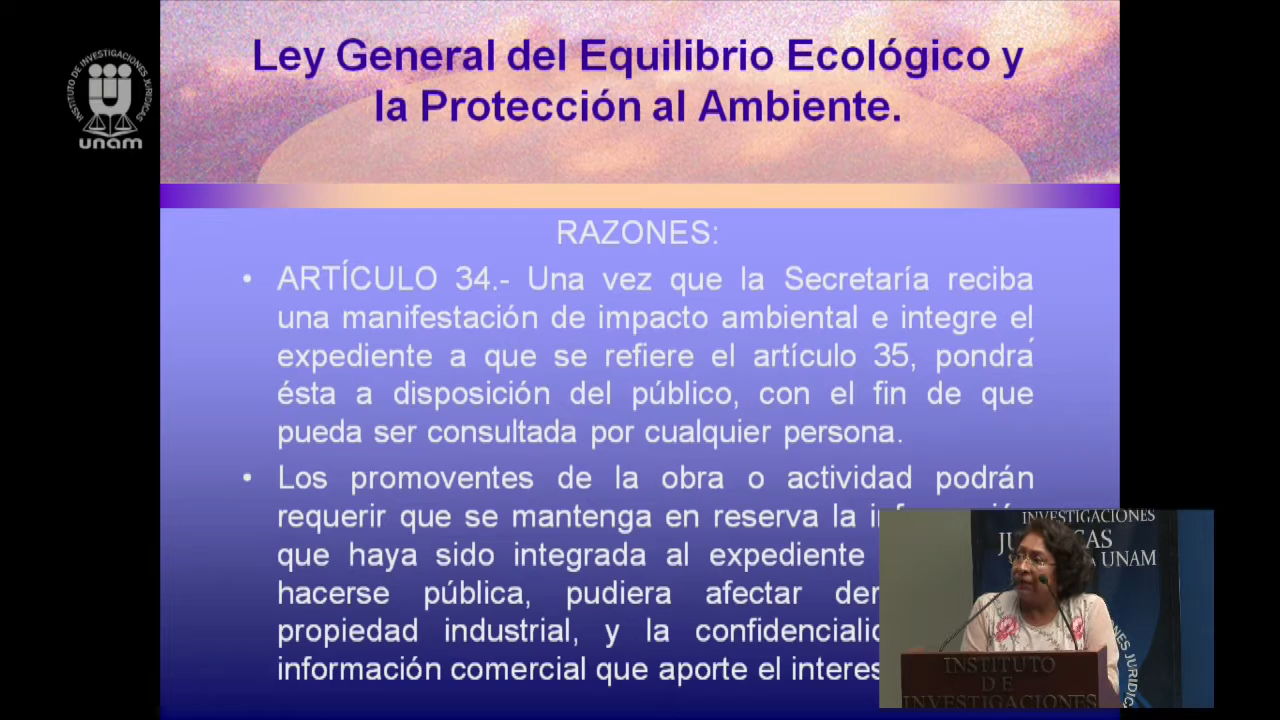 Ley General del Equilibrio Ecológico y
la Protección al Ambiente.
INSTITUTO DE INVESTIGACIONES JURIDICAS
unam
RAZONES:
• ARTÍCULO 34.- Una vez que la Secretaría reciba
una manifestación de impacto ambiental e integre el
expediente a que se refiere el artículo 35, pondrá
ésta a disposición del público, con el fin de que
pueda ser consultada por cualquier persona.
• Los promoventes de la obra o actividad podrán
requerir que se mantenga en reserva la
que haya sido integrada al expediente
hacerse pública, pudiera afectar
propiedad industrial, y la
información comercial que aporte el
INVESTIGACIONES
UNAM
INSTITUTO
DE
INVESTIGACIONES